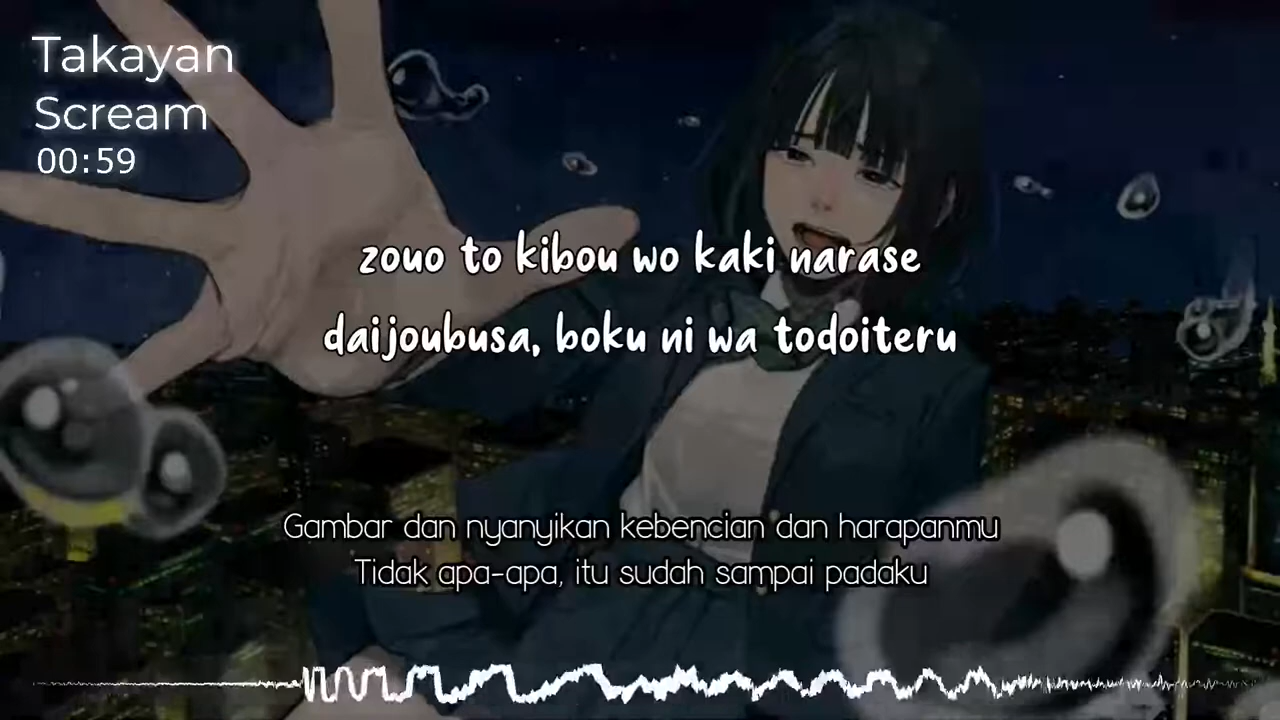 Takayan
Scream
00:59
zouo to kibou wo kaki narase
daijoubusa, boku ni wa todoiteru
Gambar dan nyanyikan kebencian dan harapanmu
Tidak apa-apa, itu sudah sampai padaku